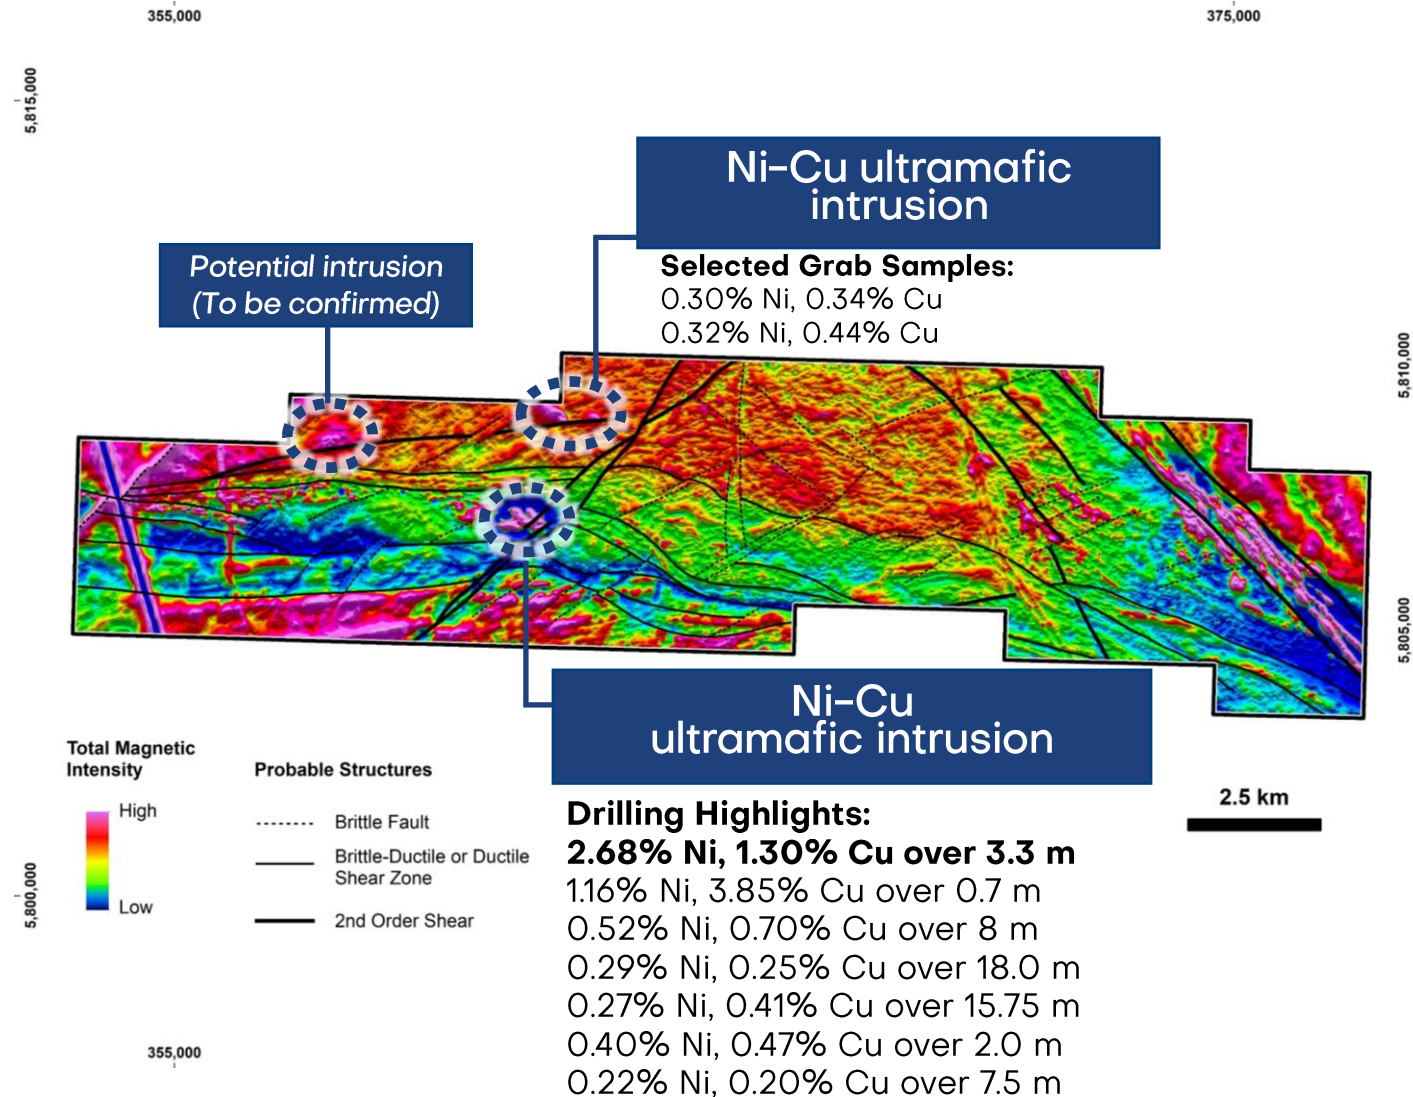 355,000
375,000
5,815,000
Ni-Cu ultramafic
intrusion
Potential intrusion
(To be confirmed)
Selected Grab Samples:
0.30% Ni, 0.34% Cu
0.32% Ni, 0.44% Cu
5,810,000
5,805,000
Ni-Cu
ultramafic intrusion
Total Magnetic
Intensity
High
Low
Probable Structures
Brittle Fault
Brittle-Ductile or Ductile
Shear Zone
2nd Order Shear
2.5 km
5,800,000
Drilling Highlights:
2.68% Ni, 1.30% Cu over 3.3 m
1.16% Ni, 3.85% Cu over 0.7 m
0.52% Ni, 0.70% Cu over 8 m
0.29% Ni, 0.25% Cu over 18.0 m
0.27% Ni, 0.41% Cu over 15.75 m
0.40% Ni, 0.47% Cu over 2.0 m
0.22% Ni, 0.20% Cu over 7.5 m
355,000